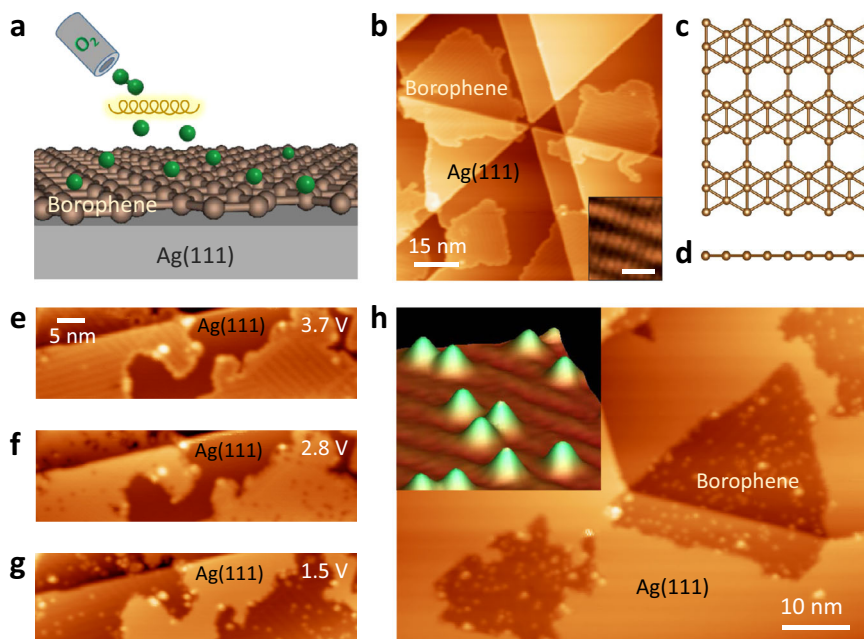 a
O₂
Borophene
Ag(111)
b
Borophene
Ag(111)
15 nm
c
d
e
5 nm
Ag(111)
3.7 V
f
Ag(111)
2.8 V
g
Ag(111)
1.5 V
h
Borophene
Ag(111)
10 nm